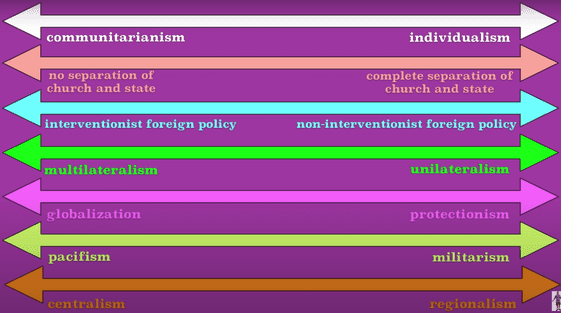 communitarianism individualism
no separation of complete separation of
church and state church and state
interventionist foreign policy non-interventionist foreign policy
multilateralism unilateralism
globalization protectionism
pacifism militarism
centralism regionalism